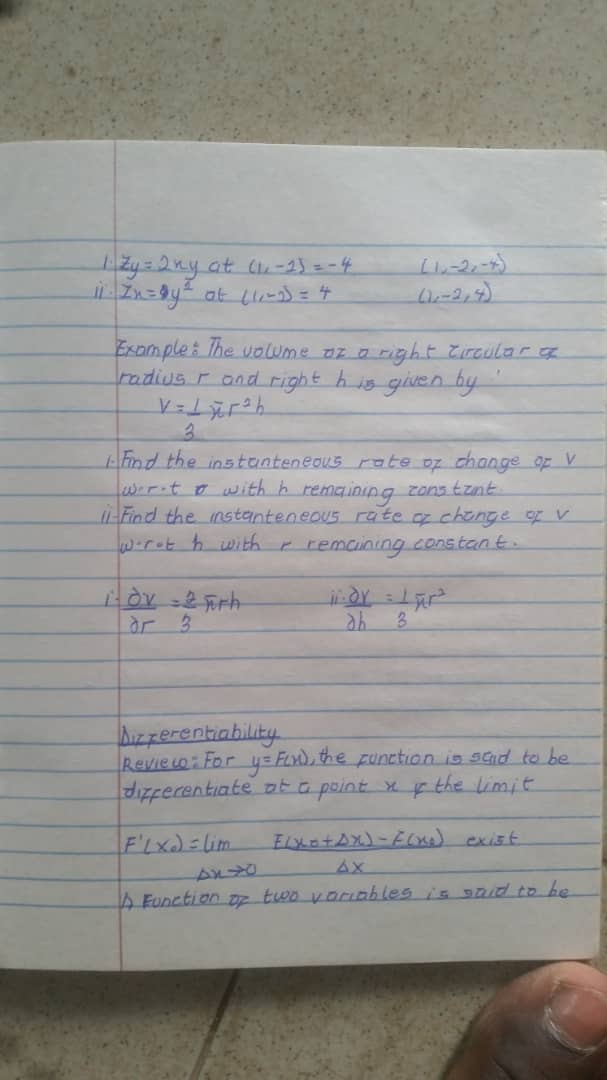 i. Zy = 2xy at (1, -2) = -4 (1, -2, -4)
ii. Zx = y² at (1, -2) = 4 (1, -2, 4)
Example: The volume of a right circular of
radius r and right h is given by
V = 1/3 πr²h
i- Find the instanteneous rate of change of V
w.r.t with h remaining constant
ii- Find the instanteneous rate of change of V
w.r.t h with r remaining constant.
i- ∂v/∂r = 2/3 πrh ii. ∂v/∂h = 1/3 πr²
Differentiability
Review: For y = F(x), the function is said to be
differentiate at a point x if the limit
F'(x₀) = lim Δx→0 F(x₀+Δx) - F(x₀)/Δx exist
A Function of two variables is said to be